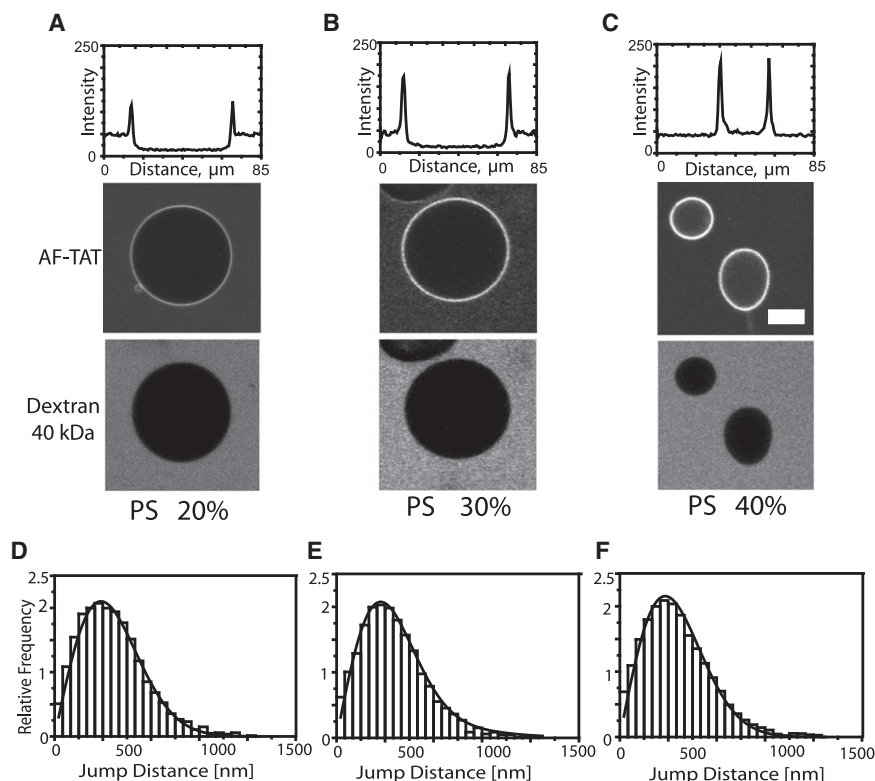 A
250
Intensity
0
0 Distance, µm 85
B
250
0
0 Distance, µm 85
C
250
0
0 Distance, µm 85
AF-TAT
Dextran
40 kDa
PS 20%
PS 30%
PS 40%
D
2.5
2
1
0
Relative Frequency
0 500 1000 1500
Jump Distance [nm]
E
2.5
2
1
0
0 500 1000 1500
Jump Distance [nm]
F
2.5
2
1
0
0 500 1000 1500
Jump Distance [nm]